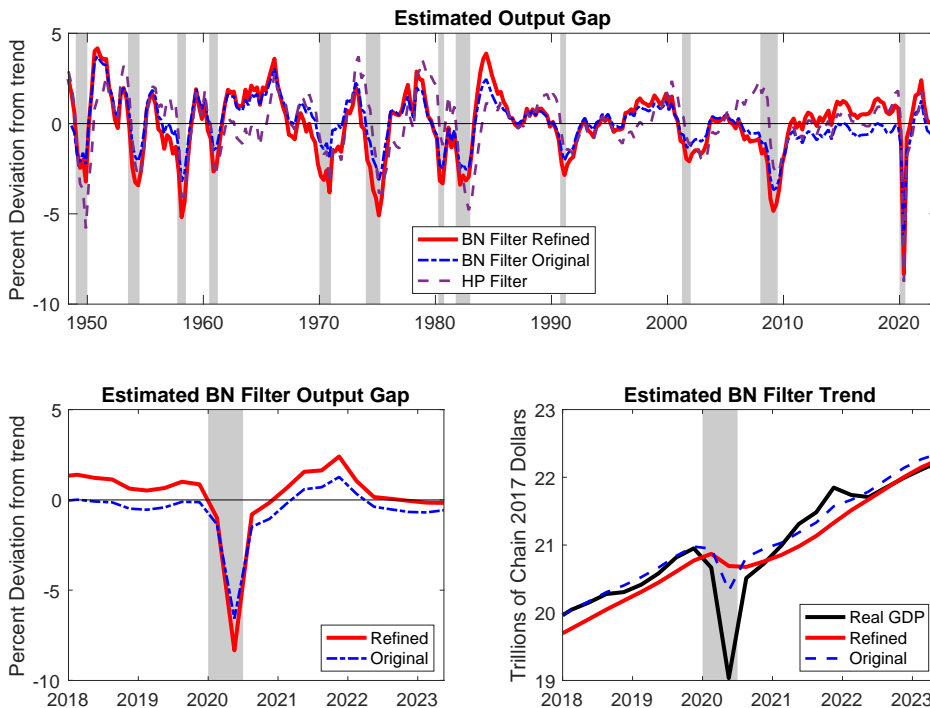 Estimated Output Gap
Percent Deviation from trend
5
0
-5
-10
BN Filter Refined
BN Filter Original
HP Filter
1950 1960 1970 1980 1990 2000 2010 2020
Estimated BN Filter Output Gap
Percent Deviation from trend
5
0
-5
-10
Refined
Original
2018 2019 2020 2021 2022 2023
Estimated BN Filter Trend
Trillions of Chain 2017 Dollars
23
22
21
20
19
Real GDP
Refined
Original
2018 2019 2020 2021 2022 2023